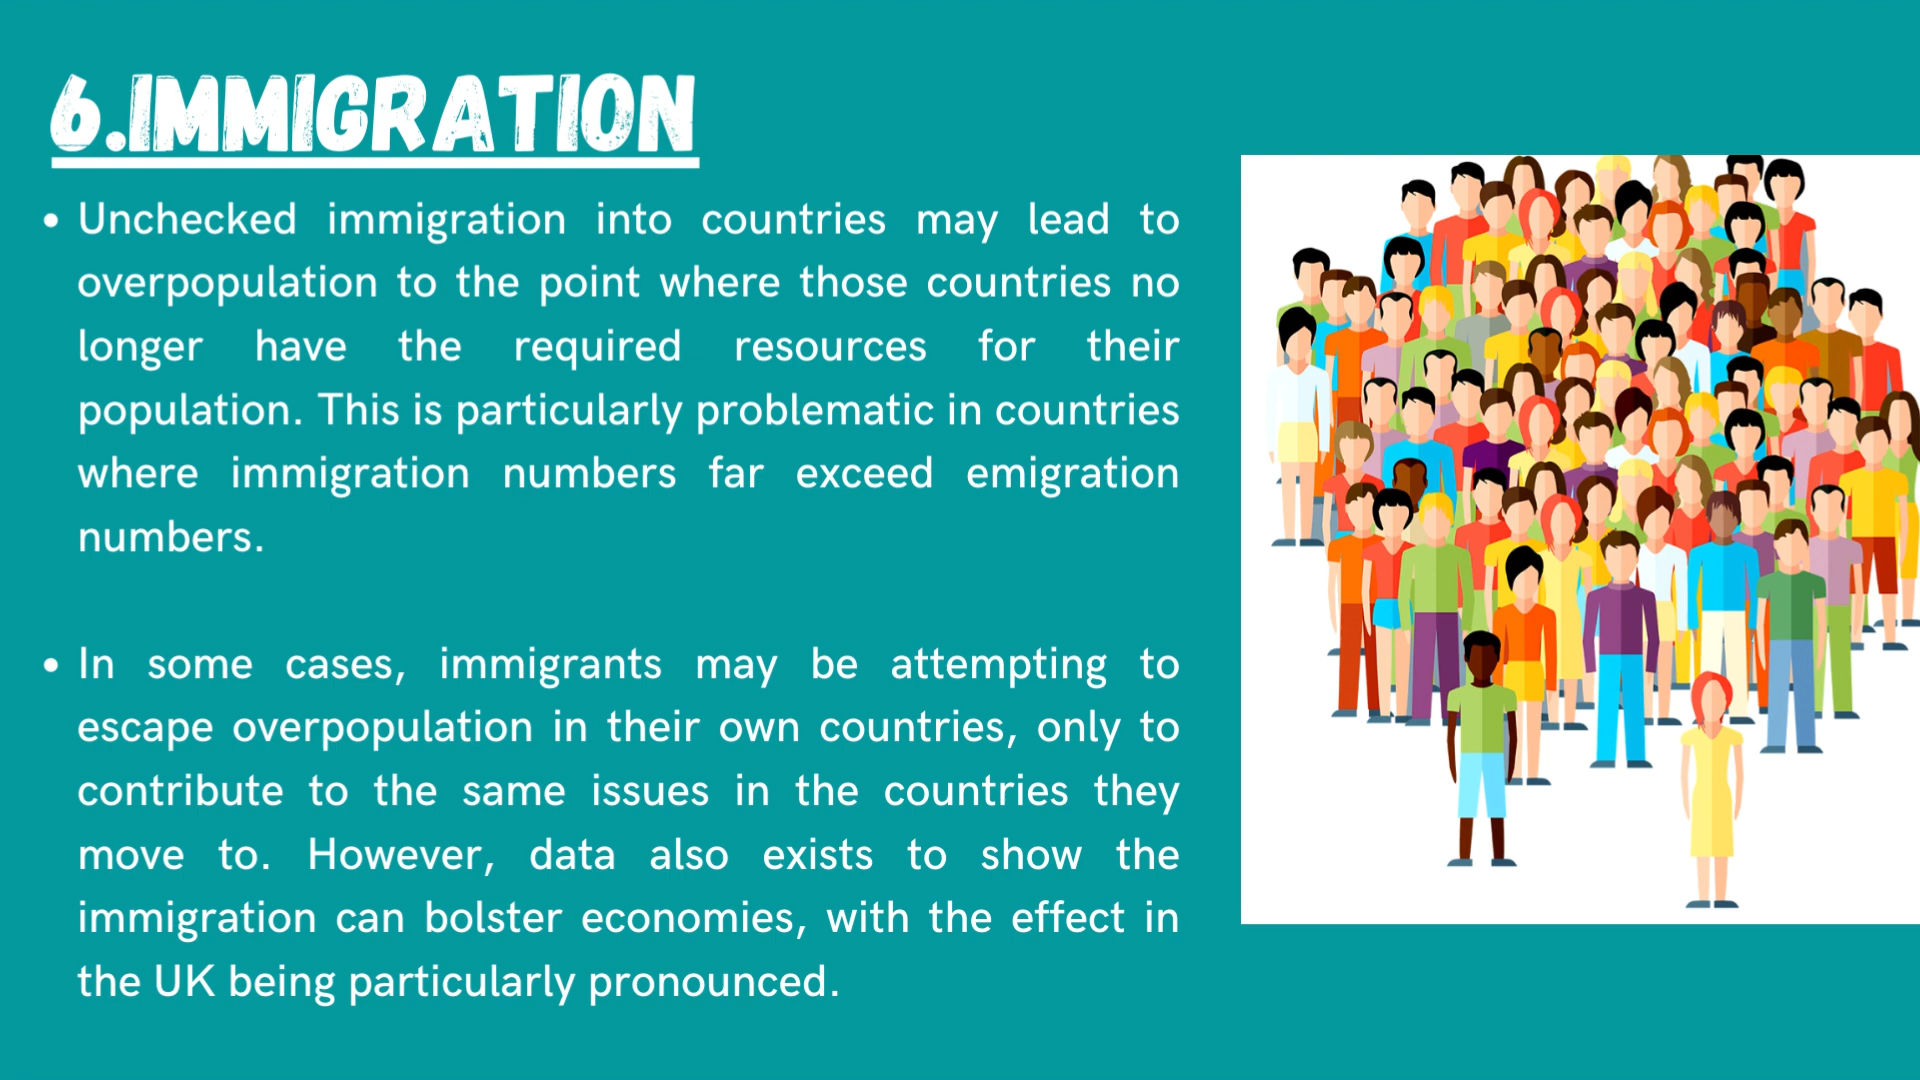 6.IMMIGRATION
• Unchecked immigration into countries may lead to
overpopulation to the point where those countries no
longer have the required resources for their
population. This is particularly problematic in countries
where immigration numbers far exceed emigration
numbers.
• In some cases, immigrants may be attempting to
escape overpopulation in their own countries, only to
contribute to the same issues in the countries they
move to. However, data also exists to show the
immigration can bolster economies, with the effect in
the UK being particularly pronounced.